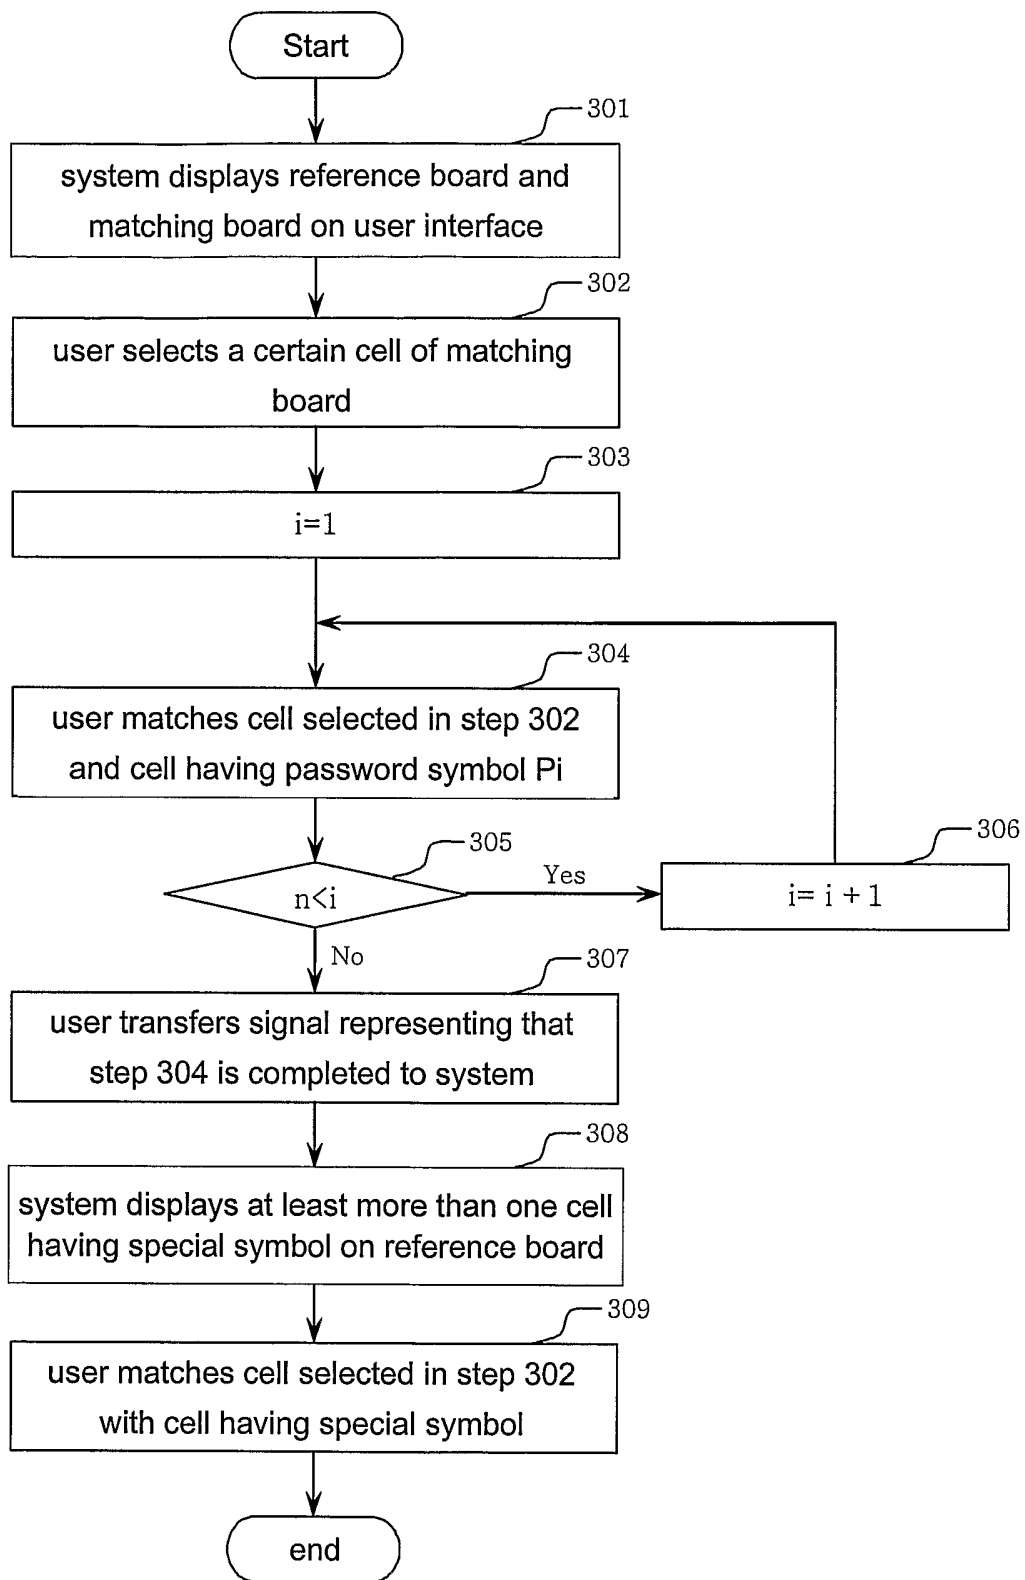 Start
301
system displays reference board and
matching board on user interface
302
user selects a certain cell of matching
board
303
i=1
304
user matches cell selected in step 302
and cell having password symbol Pi
305
n<i
Yes
306
i= i + 1
No
307
user transfers signal representing that
step 304 is completed to system
308
system displays at least more than one cell
having special symbol on reference board
309
user matches cell selected in step 302
with cell having special symbol
end